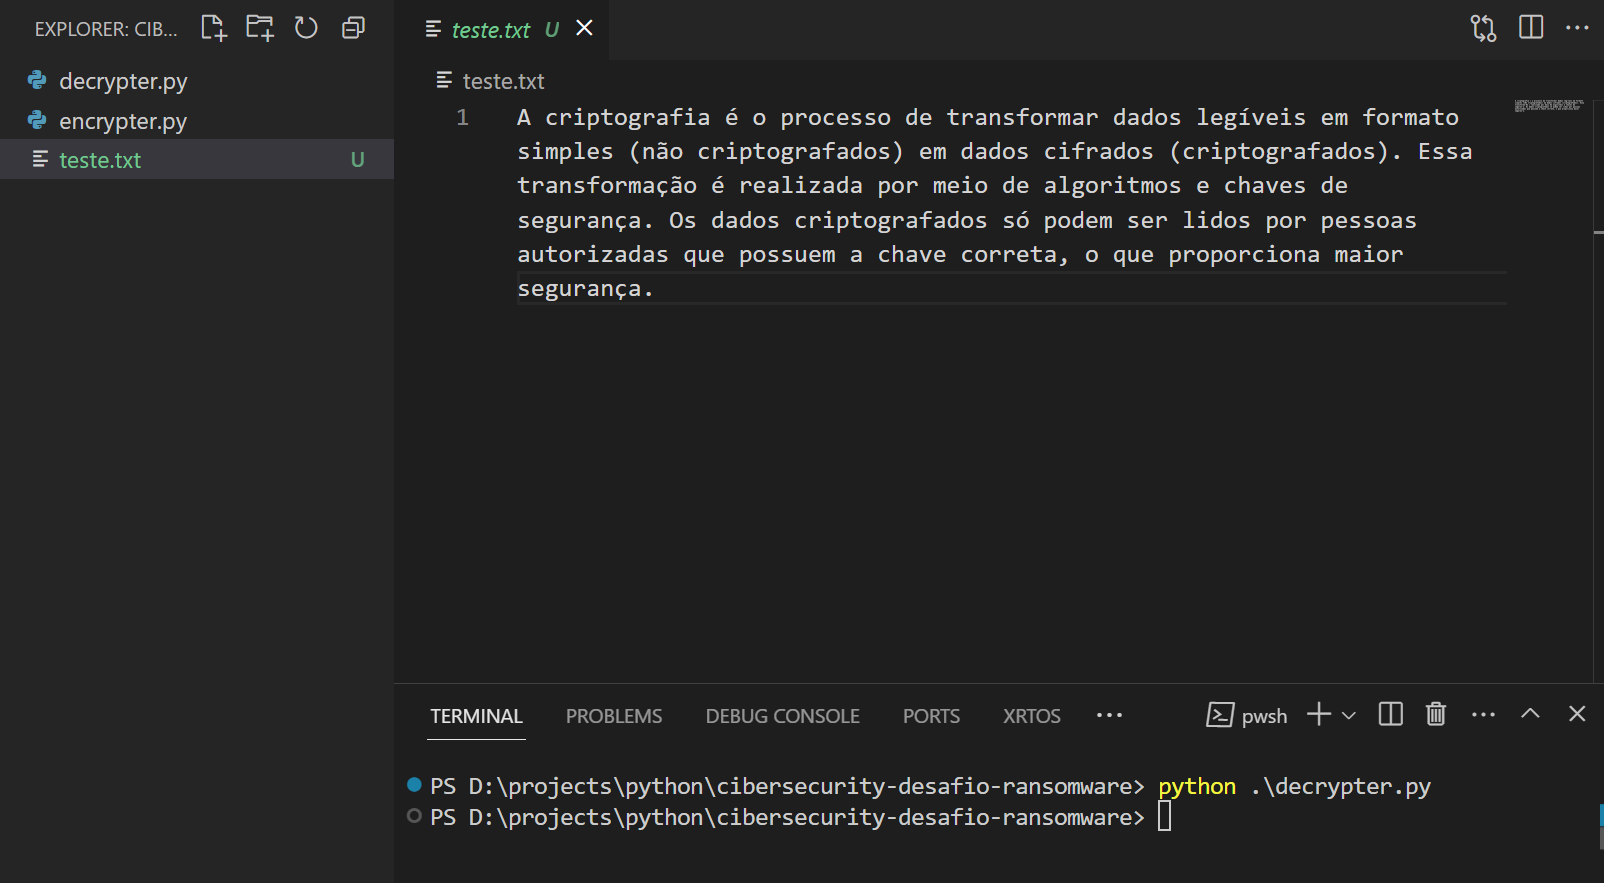 EXPLORER: CIB...
decrypter.py
encrypter.py
teste.txt U
teste.txt U
teste.txt
1 A criptografia é o processo de transformar dados legíveis em formato
simples (não criptografados) em dados cifrados (criptografados). Essa
transformação é realizada por meio de algoritmos e chaves de
segurança. Os dados criptografados só podem ser lidos por pessoas
autorizadas que possuem a chave correta, o que proporciona maior
segurança.
TERMINAL PROBLEMS DEBUG CONSOLE PORTS XRTOS ... pwsh
PS D:\projects\python\cibersecurity-desafio-ransomware> python .\decrypter.py
PS D:\projects\python\cibersecurity-desafio-ransomware>